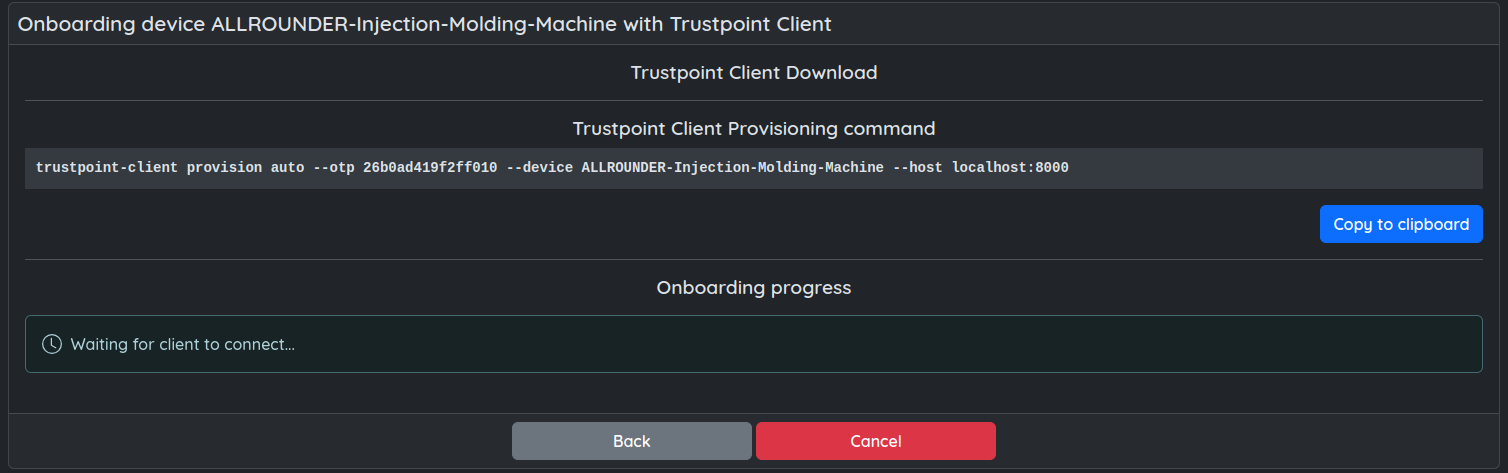 Onboarding device ALLROUNDER-Injection-Molding-Machine with Trustpoint Client
Trustpoint Client Download
Trustpoint Client Provisioning command
trustpoint-client provision auto --otp 26b0ad419f2ff010 --device ALLROUNDER-Injection-Molding-Machine --host localhost:8000
Copy to clipboard
Onboarding progress
Waiting for client to connect...
Back
Cancel